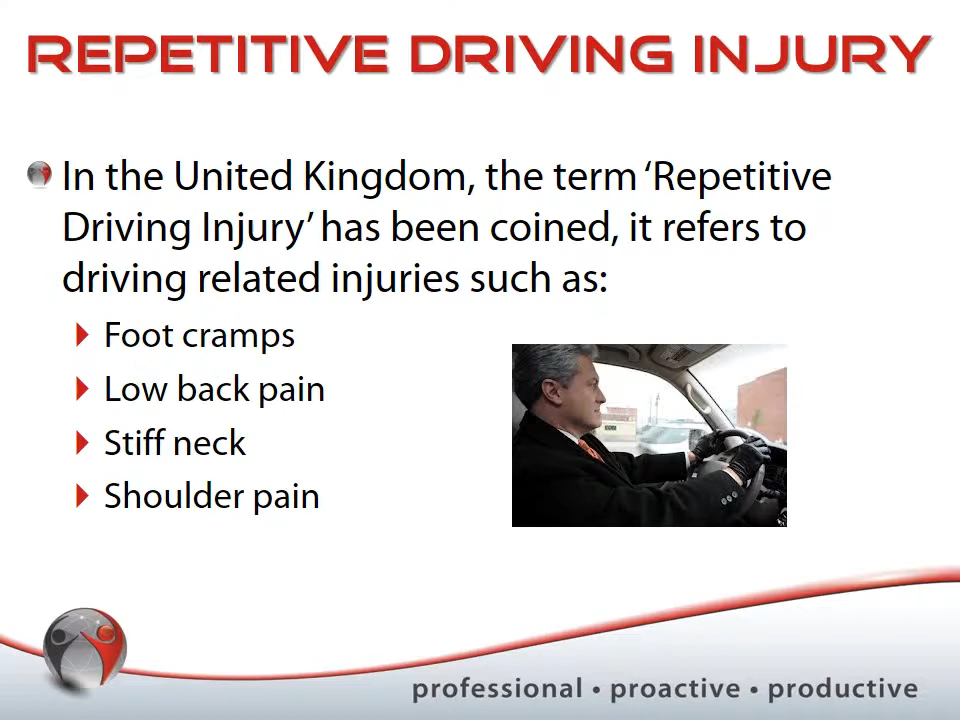 REPETITIVE DRIVING INJURY
In the United Kingdom, the term ‘Repetitive
Driving Injury’ has been coined, it refers to
driving related injuries such as:
Foot cramps
Low back pain
Stiff neck
Shoulder pain
professional • proactive • productive